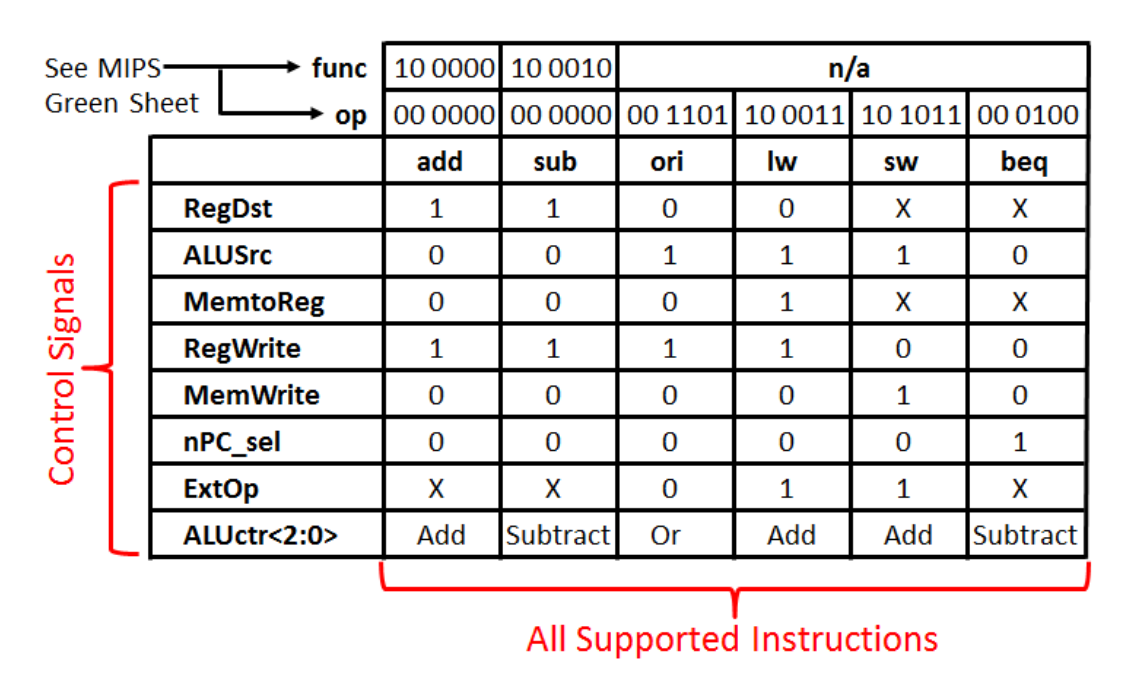 See MIPS func 10 0000 10 0010 n/a
Green Sheet op 00 0000 00 0000 00 1101 10 0011 10 1011 00 0100
add sub ori lw sw beq
RegDst 1 1 0 0 X X
ALUSrc 0 0 1 1 1 0
MemtoReg 0 0 0 1 X X
RegWrite 1 1 1 1 0 0
MemWrite 0 0 0 0 1 0
nPC_sel 0 0 0 0 0 1
ExtOp X X 0 1 1 X
ALUctr<2:0> Add Subtract Or Add Add Subtract
Control Signals
All Supported Instructions